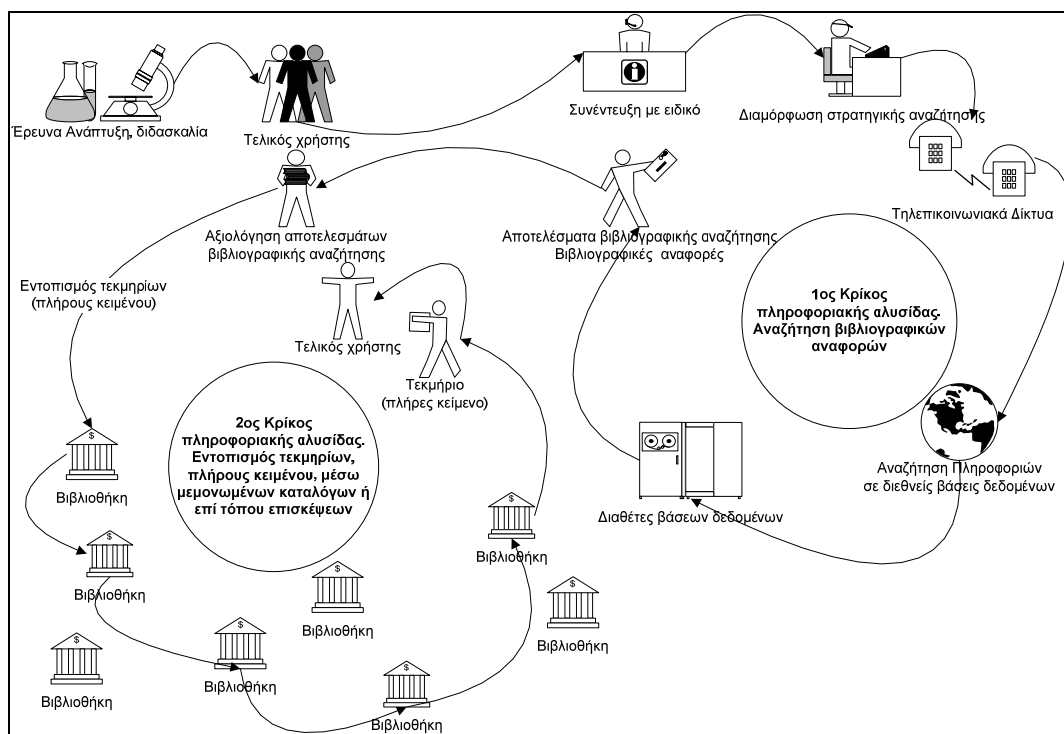 Έρευνα Ανάπτυξη, διδασκαλία
Τελικός χρήστης
Συνέντευξη με ειδικό
Διαμόρφωση στρατηγικής αναζήτησης
Τηλεπικοινωνιακά Δίκτυα
Αξιολόγηση αποτελεσμάτων
βιβλιογραφικής αναζήτησης
Αποτελέσματα βιβλιογραφικής αναζήτησης
Βιβλιογραφικές αναφορές
Εντοπισμός τεκμηρίων
(πλήρους κειμένου)
1ος Κρίκος
πληροφοριακής αλυσίδας.
Αναζήτηση βιβλιογραφικών
αναφορών
Τελικός χρήστης
Τεκμήριο
(πλήρες κείμενο)
2ος Κρίκος
πληροφοριακής αλυσίδας.
Εντοπισμός τεκμηρίων,
πλήρους κειμένου, μέσω
μεμονωμένων καταλόγων ή
επί τόπου επισκέψεων
Αναζήτηση Πληροφοριών
σε διεθνείς βάσεις δεδομένων
Διαθέτες βάσεων δεδομένων
$
Βιβλιοθήκη
$
Βιβλιοθήκη
$
Βιβλιοθήκη
$
Βιβλιοθήκη
$
Βιβλιοθήκη
$
Βιβλιοθήκη
$
Βιβλιοθήκη
$
Βιβλιοθήκη